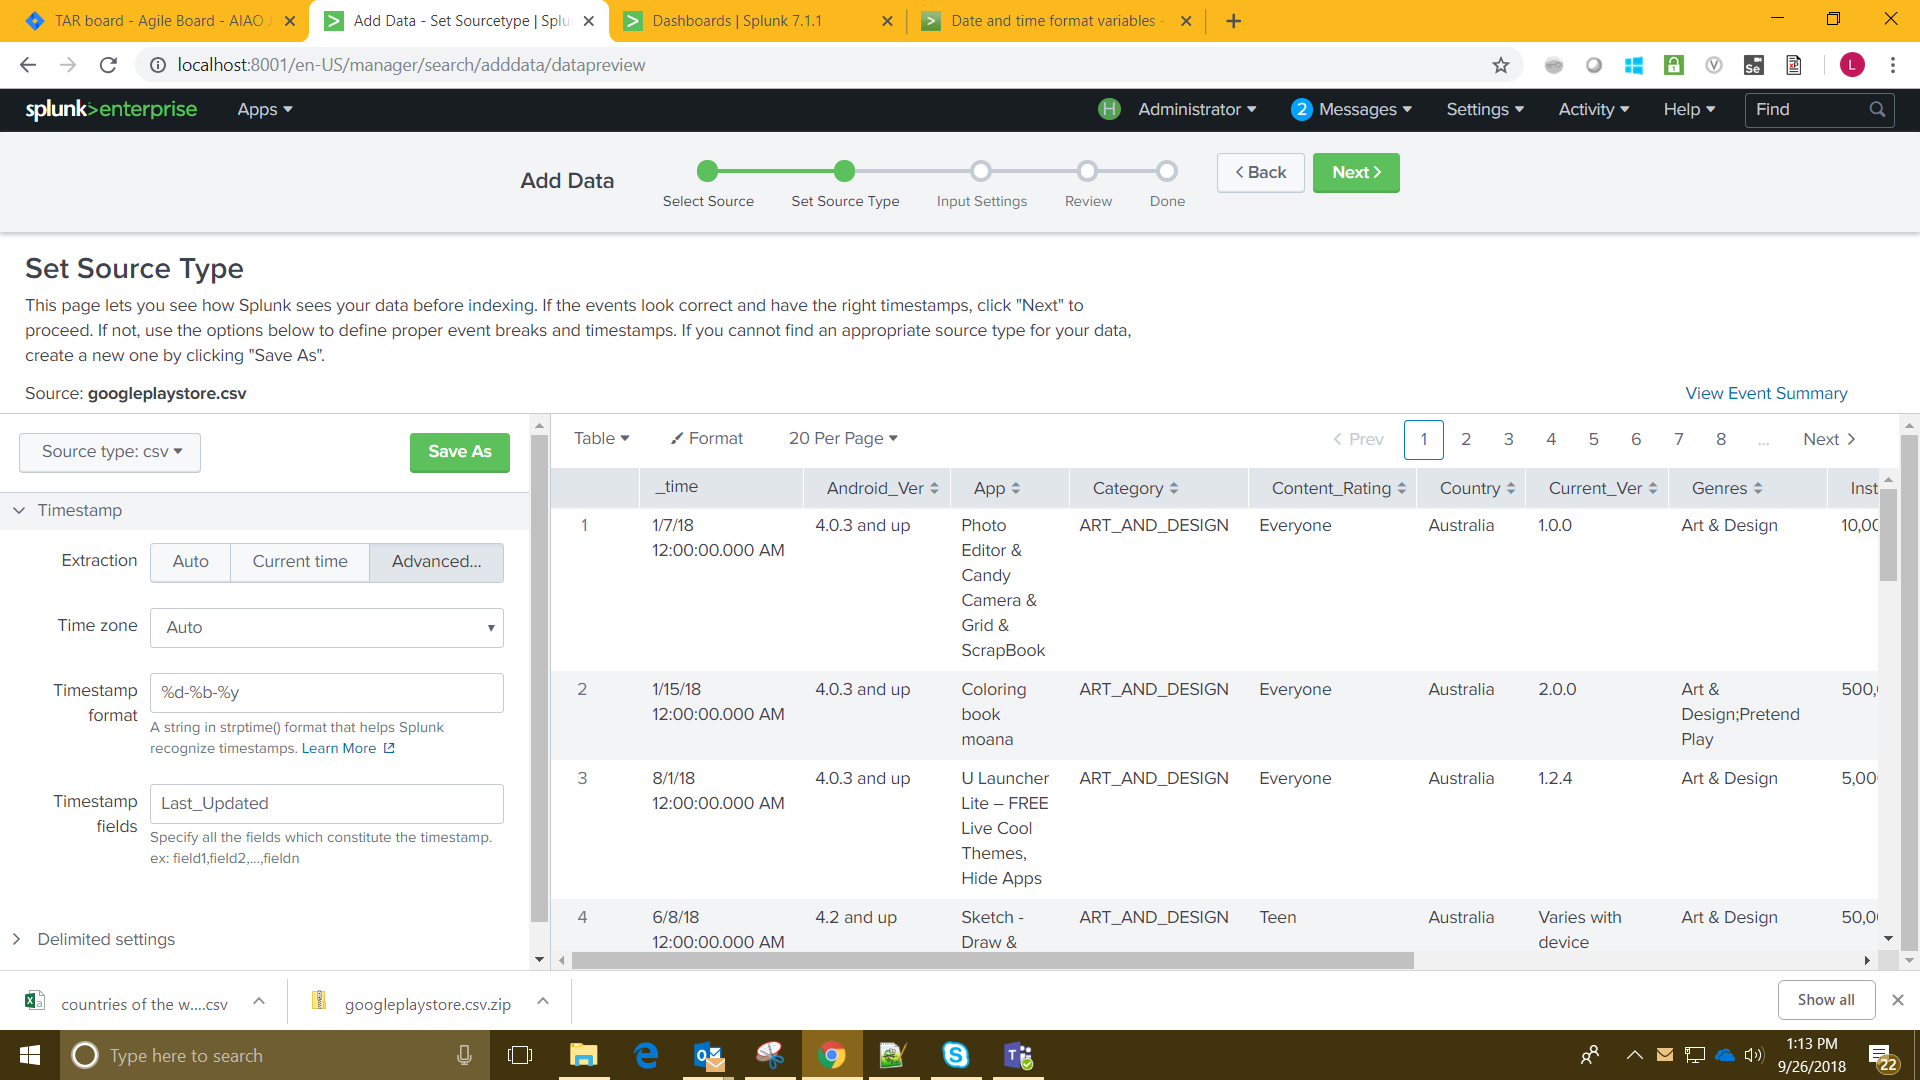 TAR board - Agile Board - AIAO J
Add Data - Set Sourcetype | Splu
Dashboards | Splunk 7.1.1
Date and time format variables -
localhost:8001/en-US/manager/search/adddata/datapreview
L
splunk>enterprise
Apps
H
Administrator
2
Messages
Settings
Activity
Help
Find
Add Data
Select Source
Set Source Type
Input Settings
Review
Done
Back
Next
Set Source Type
This page lets you see how Splunk sees your data before indexing. If the events look correct and have the right timestamps, click "Next" to
proceed. If not, use the options below to define proper event breaks and timestamps. If you cannot find an appropriate source type for your data,
create a new one by clicking "Save As".
Source: googleplaystore.csv
View Event Summary
Source type: csv
Save As
Timestamp
Extraction
Auto
Current time
Advanced...
Time zone
Auto
Timestamp
format
%d-%b-%y
A string in strptime() format that helps Splunk
recognize timestamps. Learn More
Timestamp
fields
Last_Updated
Specify all the fields which constitute the timestamp.
ex: field1,field2,...,fieldn
Delimited settings
Table
Format
20 Per Page
Prev
1 2 3 4 5 6 7 8 ...
Next
_time Android_Ver App Category Content_Rating Country Current_Ver Genres Inst
1 1/7/18 4.0.3 and up Photo ART_AND_DESIGN Everyone Australia 1.0.0 Art & Design 10,00
12:00:00.000 AM Editor &
Candy
Camera &
Grid &
ScrapBook
2 1/15/18 4.0.3 and up Coloring ART_AND_DESIGN Everyone Australia 2.0.0 Art & 500,
12:00:00.000 AM book Design;Pretend
moana Play
3 8/1/18 4.0.3 and up U Launcher ART_AND_DESIGN Everyone Australia 1.2.4 Art & Design 5,00
12:00:00.000 AM Lite – FREE
Live Cool
Themes,
Hide Apps
4 6/8/18 4.2 and up Sketch - ART_AND_DESIGN Teen Australia Varies with Art & Design 50,0
12:00:00.000 AM Draw & device
countries of the w....csv
googleplaystore.csv.zip
Show all
Type here to search
1:13 PM
9/26/2018
22